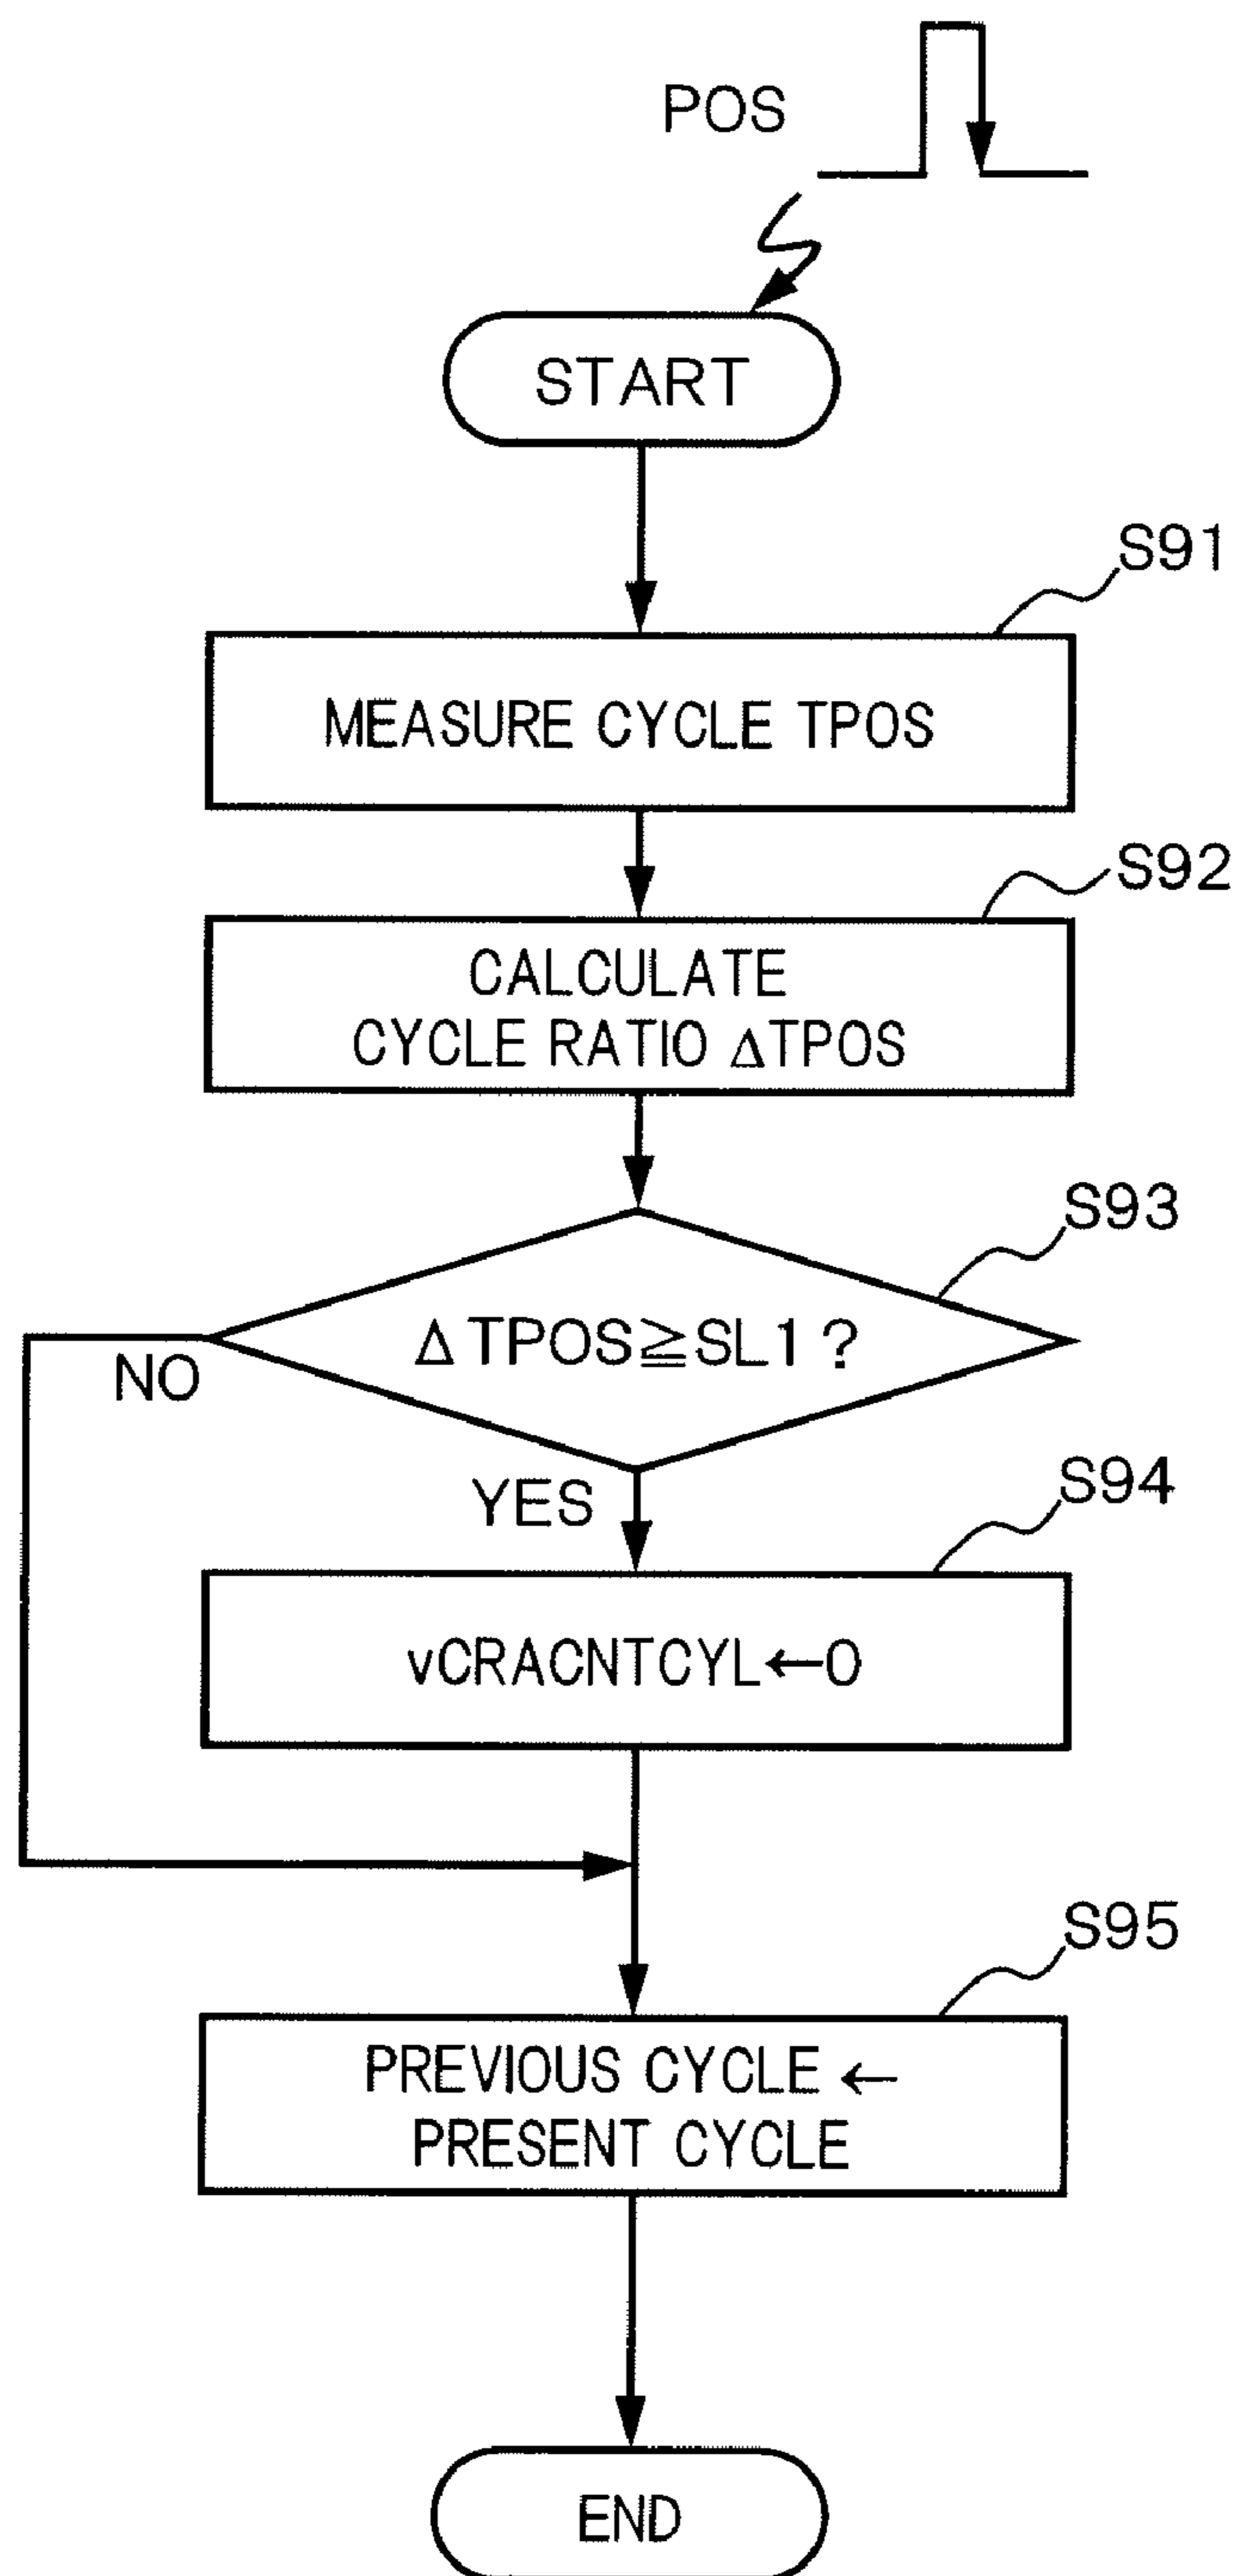 POS
START
S91
MEASURE CYCLE TPOS
S92
CALCULATE
CYCLE RATIO ΔTPOS
S93
ΔTPOS≧SL1?
NO
YES
S94
vCRACNTCYL←0
S95
PREVIOUS CYCLE←
PRESENT CYCLE
END